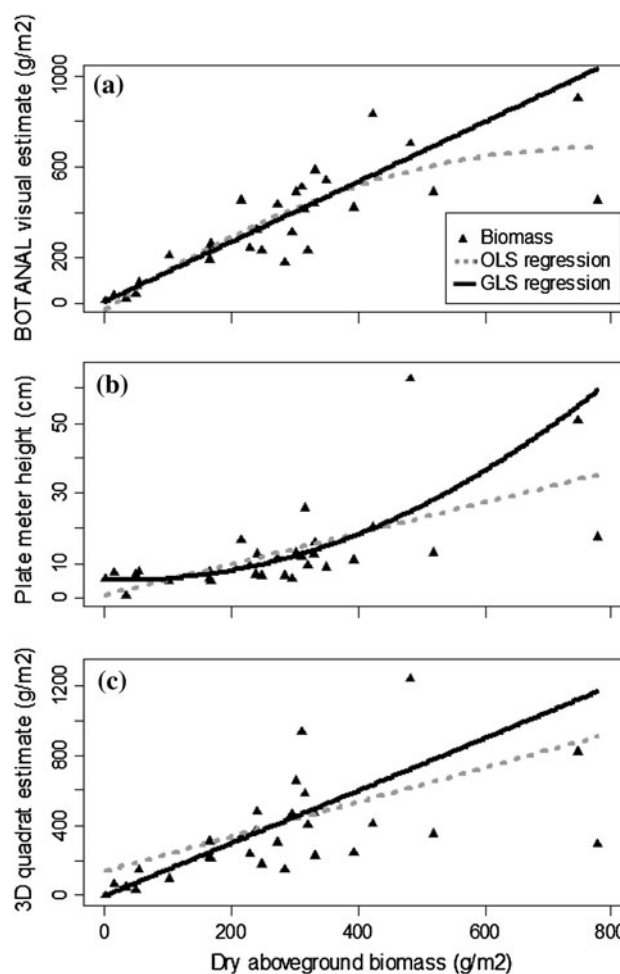 (a)
BOTANAL visual estimate (g/m2)
0 200 600 1000
Biomass
OLS regression
GLS regression
(b)
Plate meter height (cm)
0 10 30 50
(c)
3D quadrat estimate (g/m2)
0 400 800 1200
0 200 400 600 800
Dry aboveground biomass (g/m2)